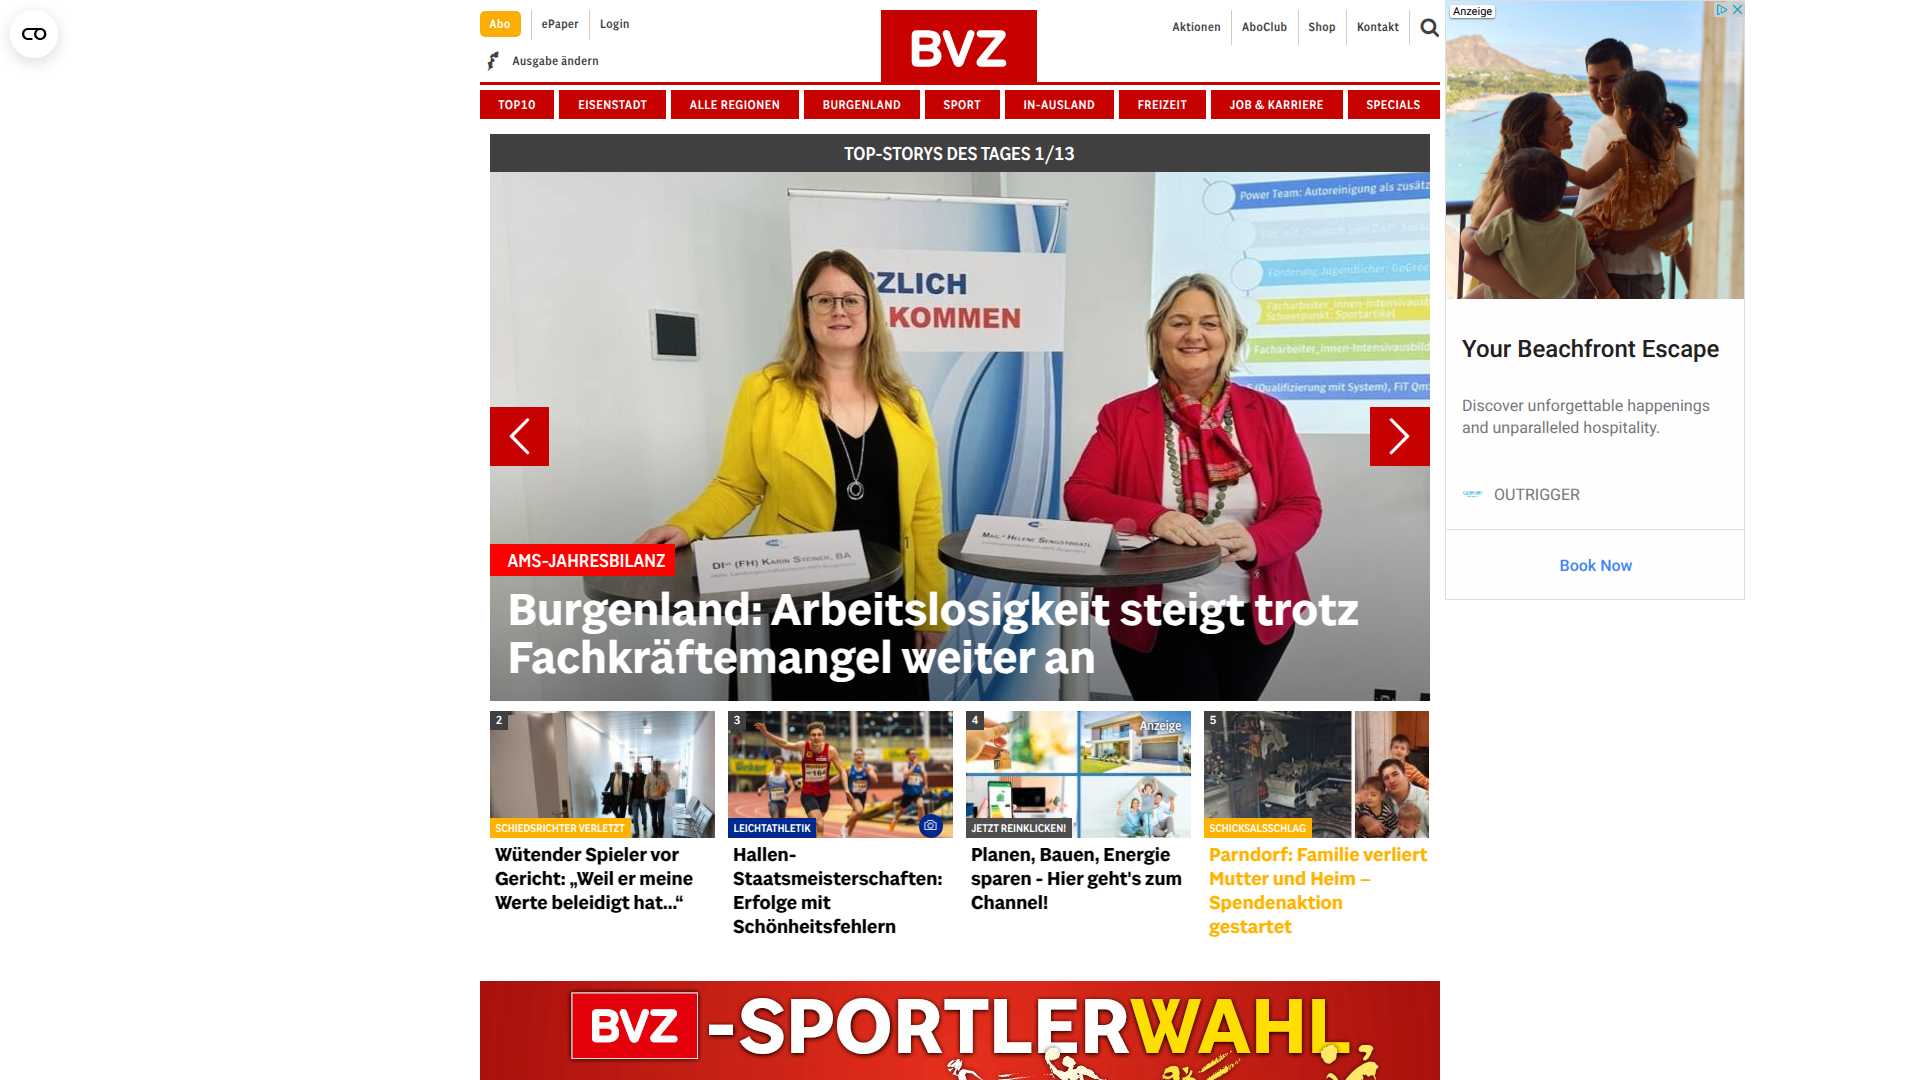 Abo
ePaper
Login
Ausgabe ändern
BVZ
Aktionen
AboClub
Shop
Kontakt
TOP10
EISENSTADT
ALLE REGIONEN
BURGENLAND
SPORT
IN-AUSLAND
FREIZEIT
JOB & KARRIERE
SPECIALS
TOP-STORYS DES TAGES 1/13
Power Team: Autoreinigung als zusätz
Förderung Jugendlicher: GoGree
Facharbeiter_innen-Intensivausb
Schwerpunkt: Sportartikel
Facharbeiter_innen-Intensivausbild
(Qualifizierung mit System), FiT Qm
ZLICH
KOMMEN
DIin (FH) Karin Steiner, BA
Mag.a Helene Sengstbratl
AMS-JAHRESBILANZ
Burgenland: Arbeitslosigkeit steigt trotz
Fachkräftemangel weiter an
2
SCHIEDSRICHTER VERLETZT
Wütender Spieler vor
Gericht: „Weil er meine
Werte beleidigt hat...“
3
164
LEICHTATHLETIK
Hallen-
Staatsmeisterschaften:
Erfolge mit
Schönheitsfehlern
4
Anzeige
JETZT REINKLICKEN!
Planen, Bauen, Energie
sparen - Hier geht's zum
Channel!
5
SCHICKSALSSCHLAG
Parndorf: Familie verliert
Mutter und Heim –
Spendenaktion
gestartet
BVZ -SPORTLERWAHL
Anzeige
Your Beachfront Escape
Discover unforgettable happenings
and unparalleled hospitality.
OUTRIGGER
Book Now